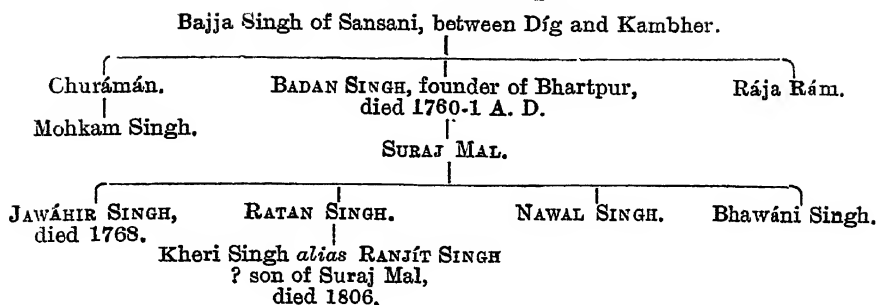 Bajja Singh of Sansani, between Díg and Kambher.
Churámán. BADAN SINGH, founder of Bhartpur, Rája Rám.
died 1760-1 A. D.
Mohkam Singh.
SURAJ MAL.
JAWÁHIR SINGH, RATAN SINGH. NAWAL SINGH. Bhawáni Singh.
died 1768.
Kheri Singh alias RANJÍT SINGH
? son of Suraj Mal,
died 1806.